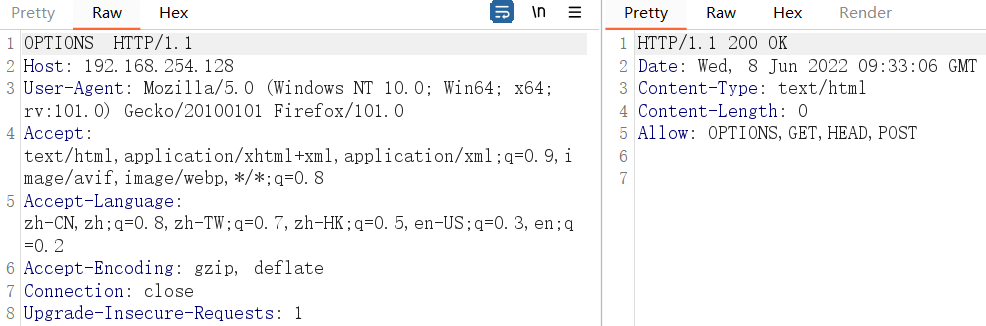 Pretty Raw Hex \n
1 OPTIONS  HTTP/1.1
2 Host: 192.168.254.128
3 User-Agent: Mozilla/5.0 (Windows NT 10.0; Win64; x64;
rv:101.0) Gecko/20100101 Firefox/101.0
4 Accept:
text/html,application/xhtml+xml,application/xml;q=0.9,i
mage/avif,image/webp,*/*;q=0.8
5 Accept-Language:
zh-CN,zh;q=0.8,zh-TW;q=0.7,zh-HK;q=0.5,en-US;q=0.3,en;q
=0.2
6 Accept-Encoding: gzip, deflate
7 Connection: close
8 Upgrade-Insecure-Requests: 1
Pretty Raw Hex Render
1 HTTP/1.1 200 OK
2 Date: Wed, 8 Jun 2022 09:33:06 GMT
3 Content-Type: text/html
4 Content-Length: 0
5 Allow: OPTIONS,GET,HEAD,POST
6
7